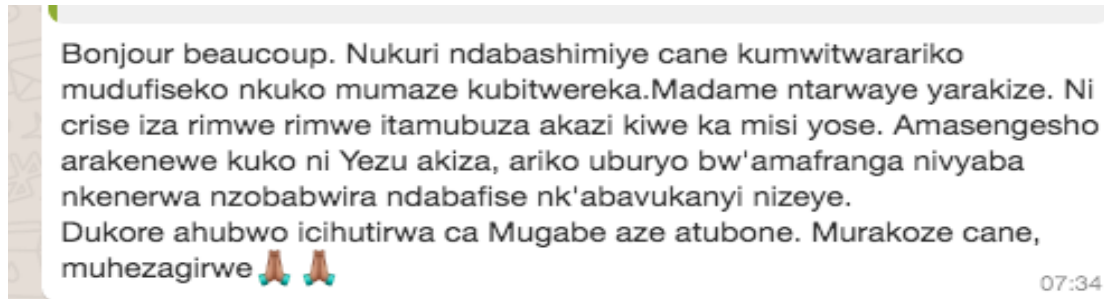 Bonjour beaucoup. Nukuri ndabashimiye cane kumwitwarariko
mudufiseko nkuko mumaze kubitwereka.Madame ntarwaye yarakize. Ni
crise iza rimwe rimwe itamubuza akazi kiwe ka misi yose. Amasengesho
arakenewe kuko ni Yezu akiza, ariko uburyo bw'amafranga nivyaba
nkenerwa nzobabwira ndabafise nk'abavukanyi nizeye.
Dukore ahubwo icihutirwa ca Mugabe aze atubone. Murakoze cane,
muhezagirwe🙏🏾 🙏🏾
07:34